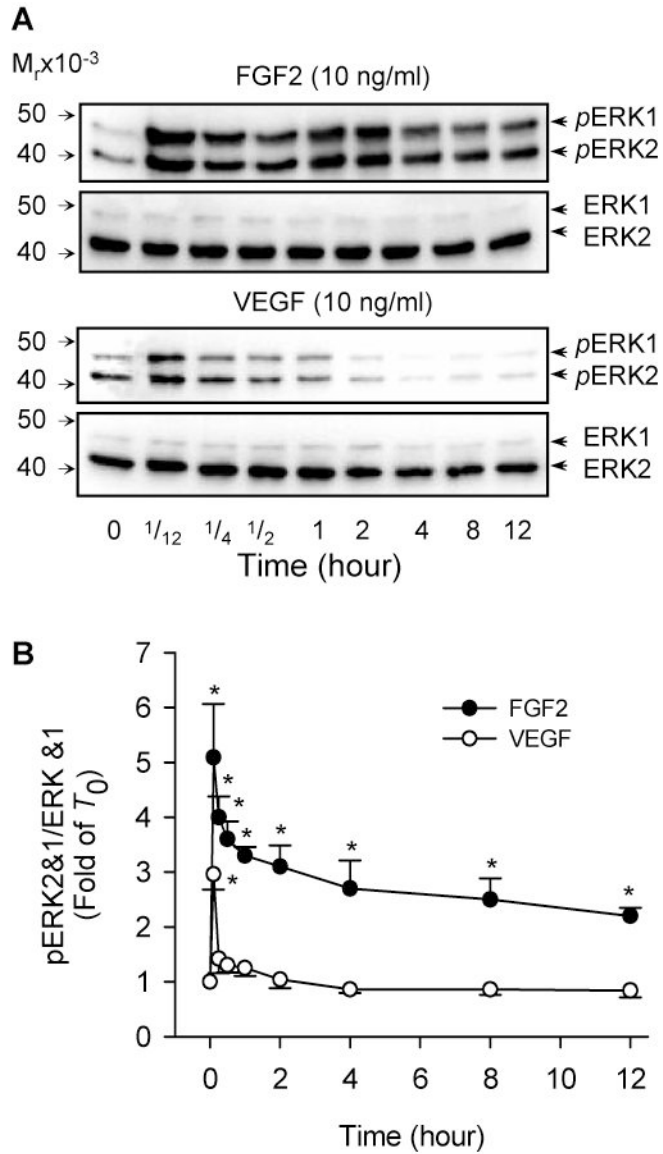 A
Mrx10-3
FGF2 (10 ng/ml)
50
pERK1
40
pERK2
50
ERK1
40
ERK2
VEGF (10 ng/ml)
50
pERK1
40
pERK2
50
ERK1
40
ERK2
0 1/12 1/4 1/2 1 2 4 8 12
Time (hour)
B
pERK2&1/ERK &1
(Fold of T0)
7
6
5
4
3
2
1
0
* * * * * * * * *
FGF2
VEGF
0 2 4 6 8 10 12
Time (hour)